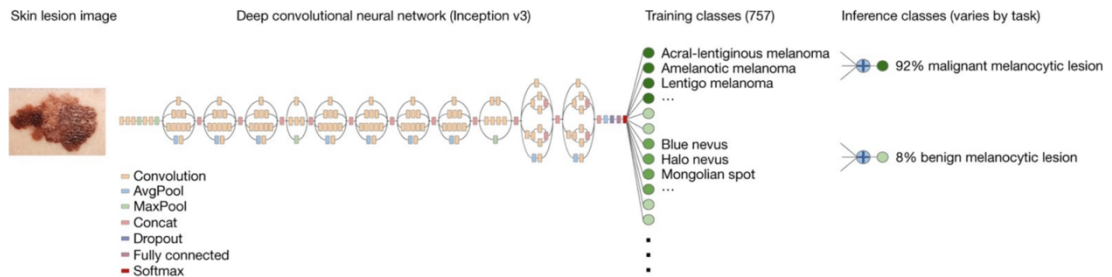 Skin lesion image
Deep convolutional neural network (Inception v3)
Training classes (757)
Inference classes (varies by task)
Acral-lentiginous melanoma
Amelanotic melanoma
Lentigo melanoma
...
Blue nevus
Halo nevus
Mongolian spot
...
92% malignant melanocytic lesion
8% benign melanocytic lesion
Convolution
AvgPool
MaxPool
Concat
Dropout
Fully connected
Softmax